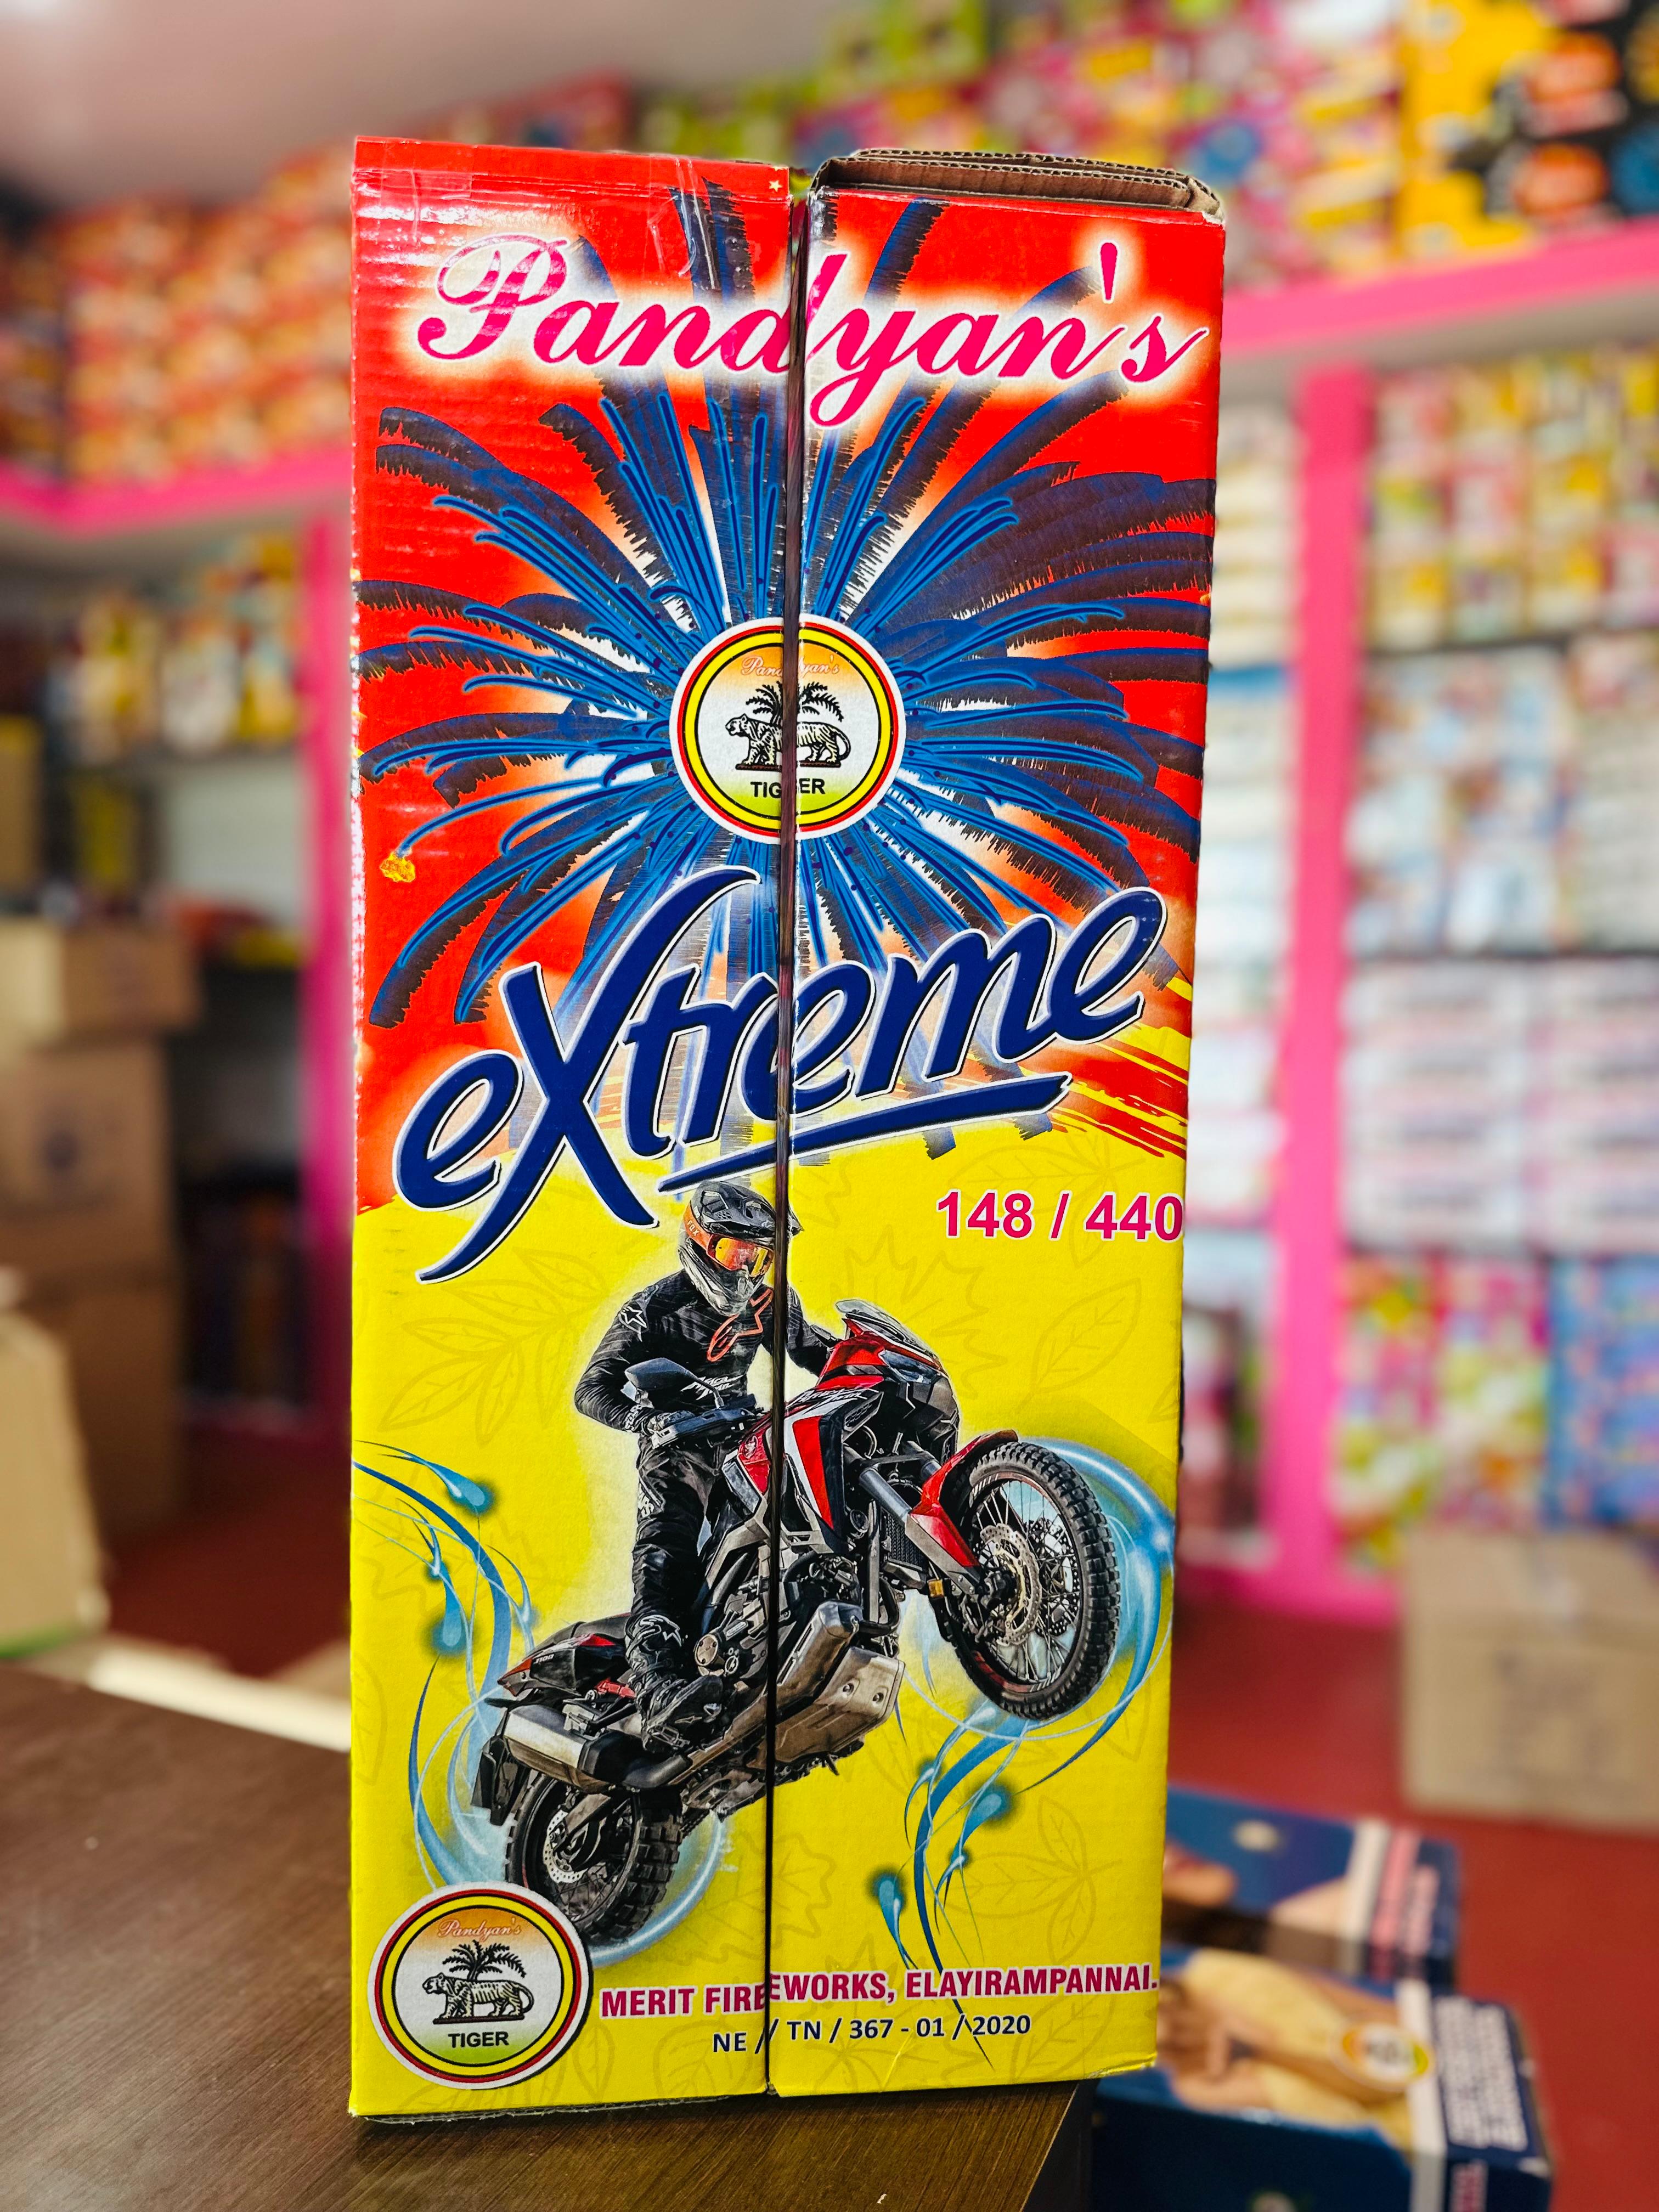 Pandyan's
Pandyan's
TIGER
eXtreme
148 / 440
Pandyan's
TIGER
MERIT FIREWORKS, ELAYIRAMPANNAI.
NE / TN / 367 - 01 / 2020